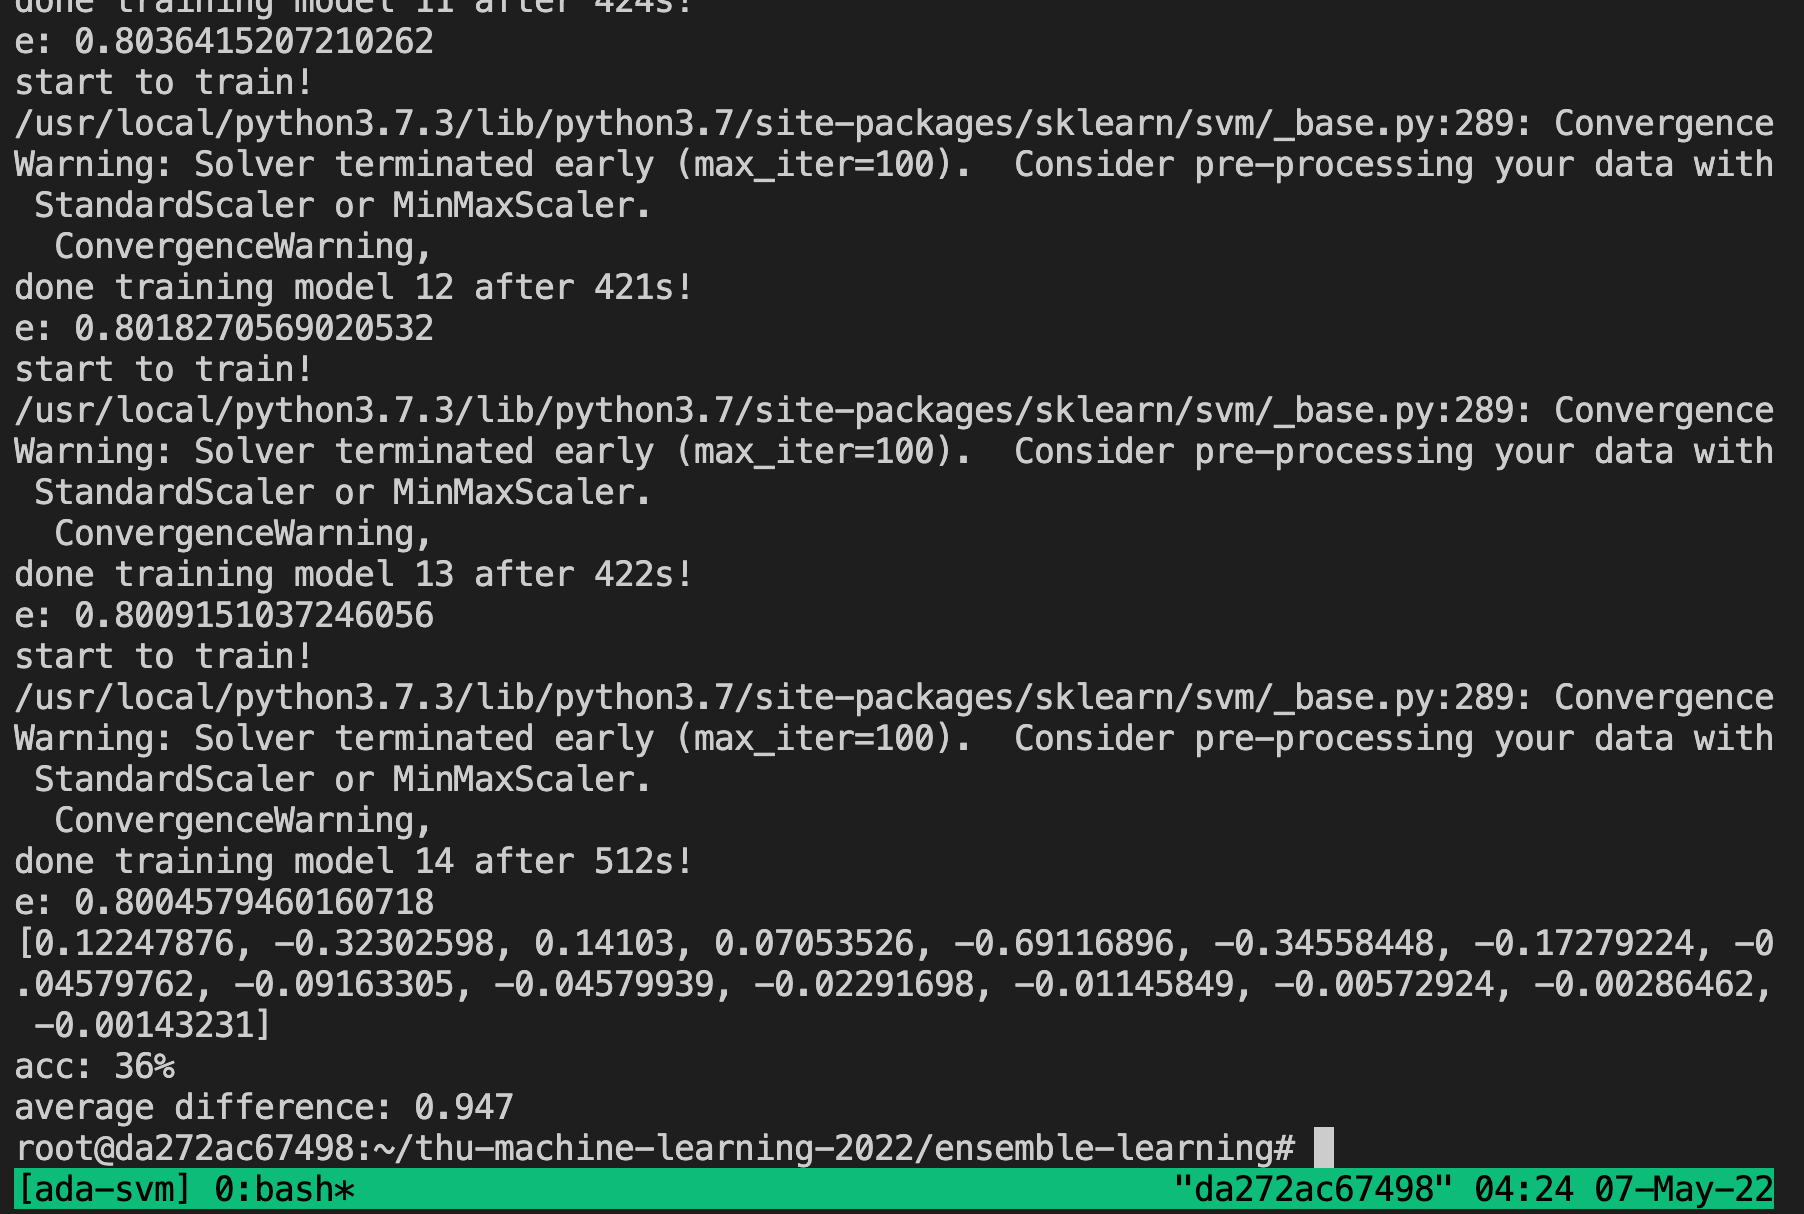 done training model 11 after 424s!
e: 0.8036415207210262
start to train!
/usr/local/python3.7.3/lib/python3.7/site-packages/sklearn/svm/_base.py:289: Convergence
Warning: Solver terminated early (max_iter=100).  Consider pre-processing your data with
 StandardScaler or MinMaxScaler.
  ConvergenceWarning,
done training model 12 after 421s!
e: 0.8018270569020532
start to train!
/usr/local/python3.7.3/lib/python3.7/site-packages/sklearn/svm/_base.py:289: Convergence
Warning: Solver terminated early (max_iter=100).  Consider pre-processing your data with
 StandardScaler or MinMaxScaler.
  ConvergenceWarning,
done training model 13 after 422s!
e: 0.8009151037246056
start to train!
/usr/local/python3.7.3/lib/python3.7/site-packages/sklearn/svm/_base.py:289: Convergence
Warning: Solver terminated early (max_iter=100).  Consider pre-processing your data with
 StandardScaler or MinMaxScaler.
  ConvergenceWarning,
done training model 14 after 512s!
e: 0.8004579460160718
[0.12247876, -0.32302598, 0.14103, 0.07053526, -0.69116896, -0.34558448, -0.17279224, -0
.04579762, -0.09163305, -0.04579939, -0.02291698, -0.01145849, -0.00572924, -0.00286462,
 -0.00143231]
acc: 36%
average difference: 0.947
root@da272ac67498:~/thu-machine-learning-2022/ensemble-learning#
[ada-svm] 0:bash* "da272ac67498" 04:24 07-May-22